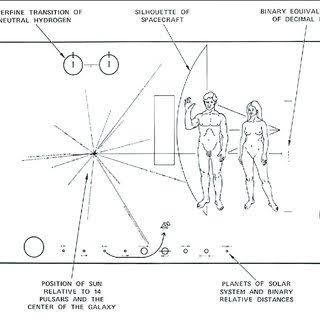 PERFINE TRANSITION OF
NEUTRAL HYDROGEN
SILHOUETTE OF
SPACECRAFT
BINARY EQUIVAL
OF DECIMAL
POSITION OF SUN
RELATIVE TO 14
PULSARS AND THE
CENTER OF THE GALAXY
PLANETS OF SOLAR
SYSTEM AND BINARY
RELATIVE DISTANCES